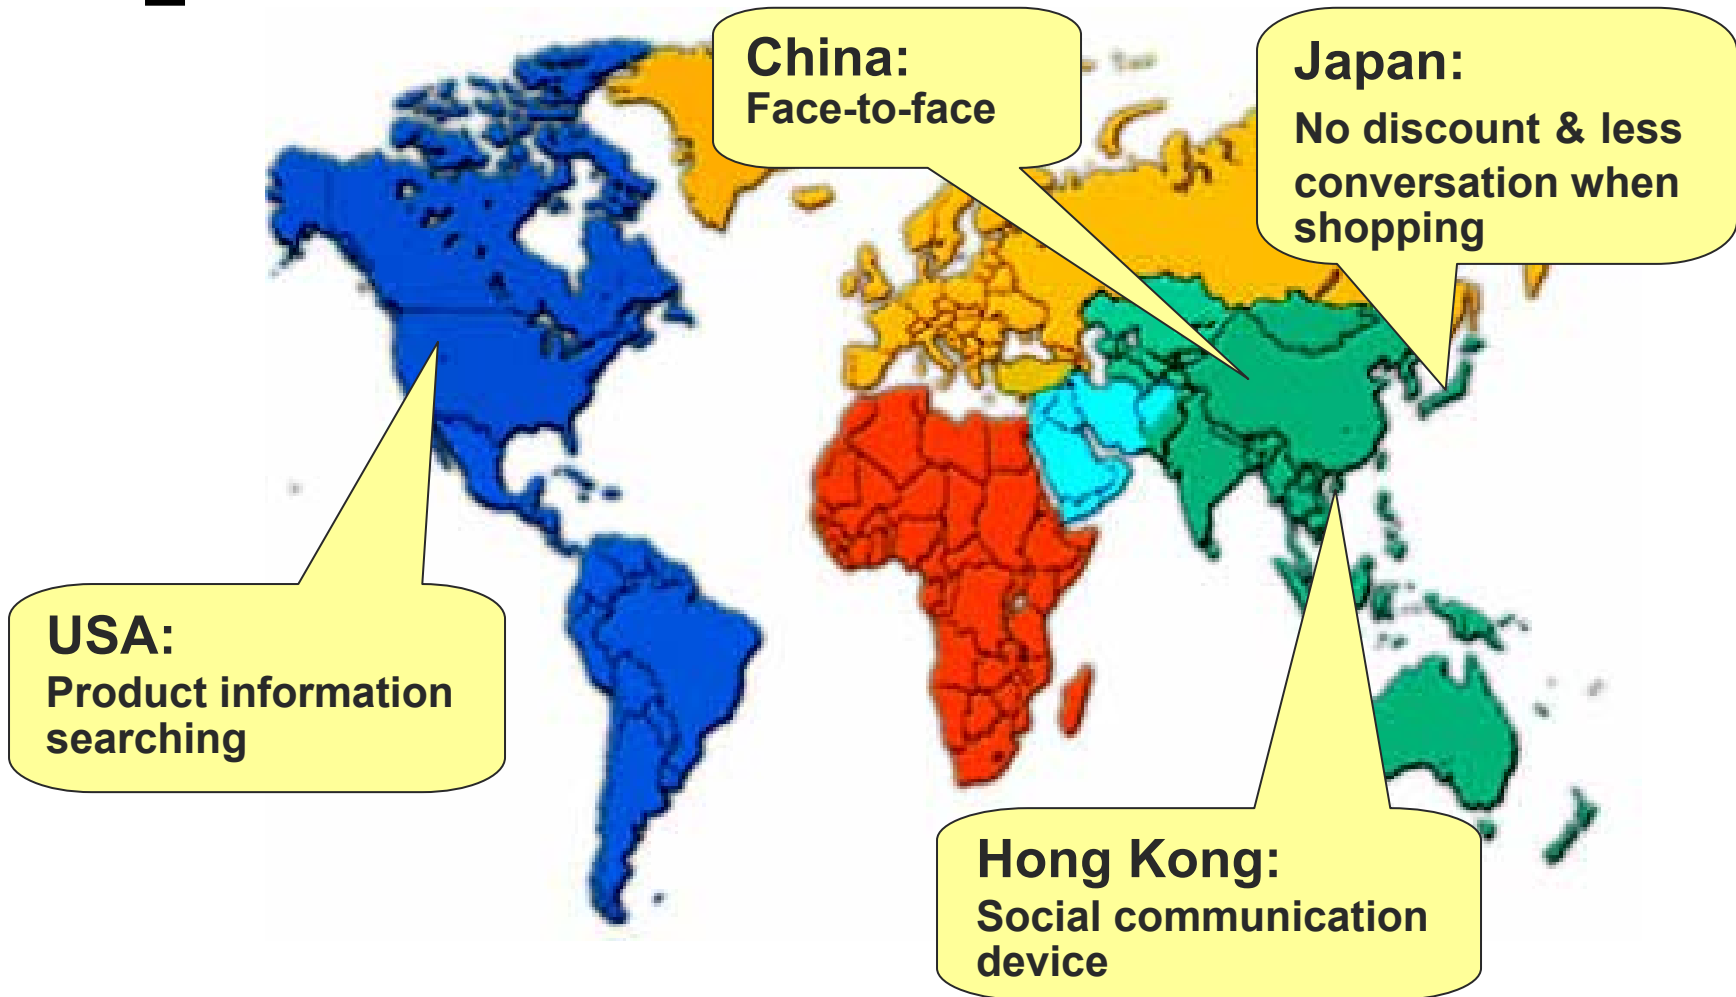 China:
Face-to-face
Japan:
No discount & less
conversation when
shopping
USA:
Product information
searching
Hong Kong:
Social communication
device